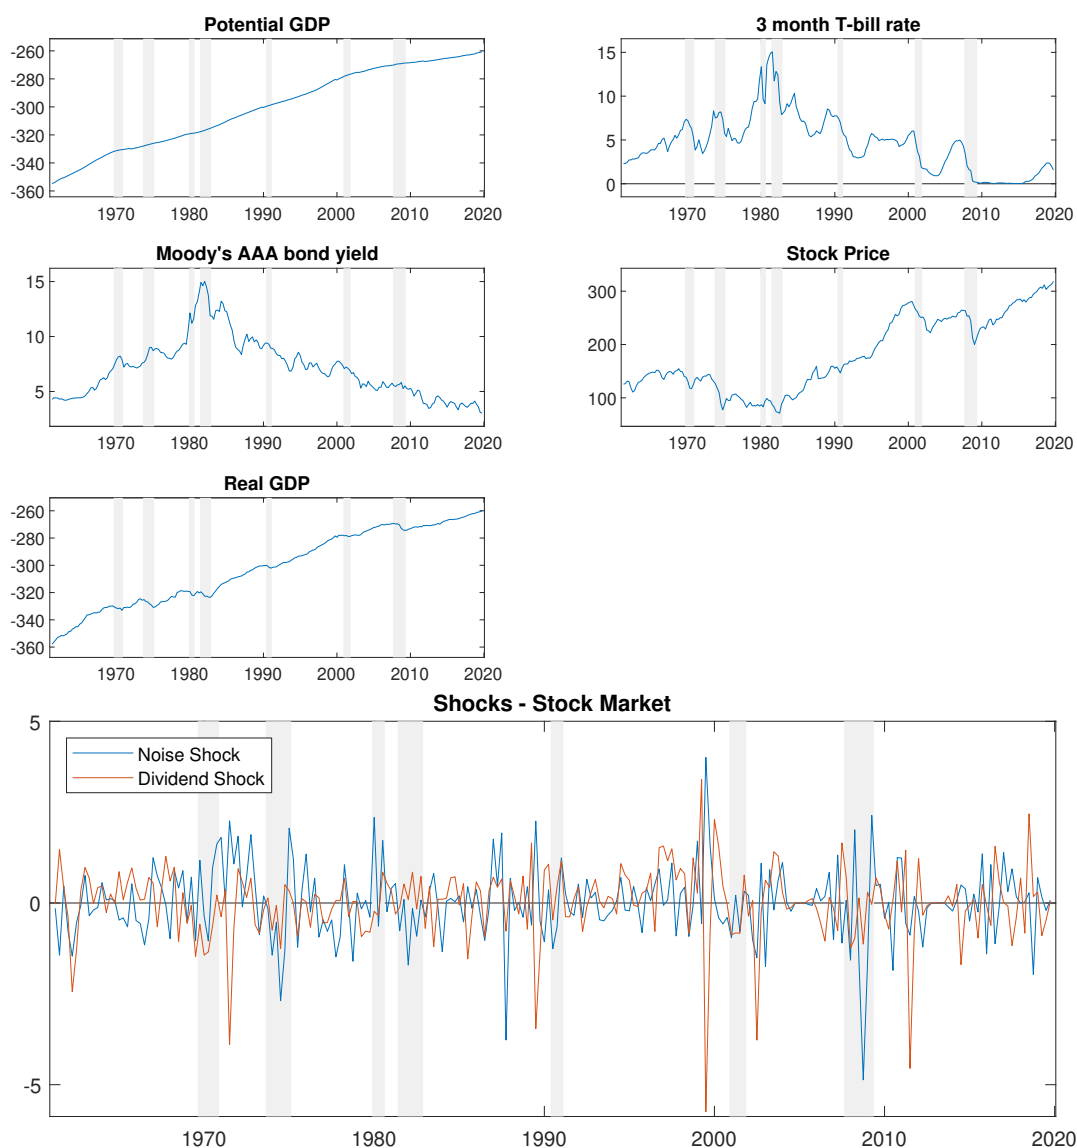 Potential GDP
-260
-280
-300
-320
-340
-360
1970 1980 1990 2000 2010 2020
3 month T-bill rate
15
10
5
0
1970 1980 1990 2000 2010 2020
Moody's AAA bond yield
15
10
5
1970 1980 1990 2000 2010 2020
Stock Price
300
200
100
1970 1980 1990 2000 2010 2020
Real GDP
-260
-280
-300
-320
-340
-360
1970 1980 1990 2000 2010 2020
Shocks - Stock Market
5
Noise Shock
Dividend Shock
0
-5
1970 1980 1990 2000 2010 2020